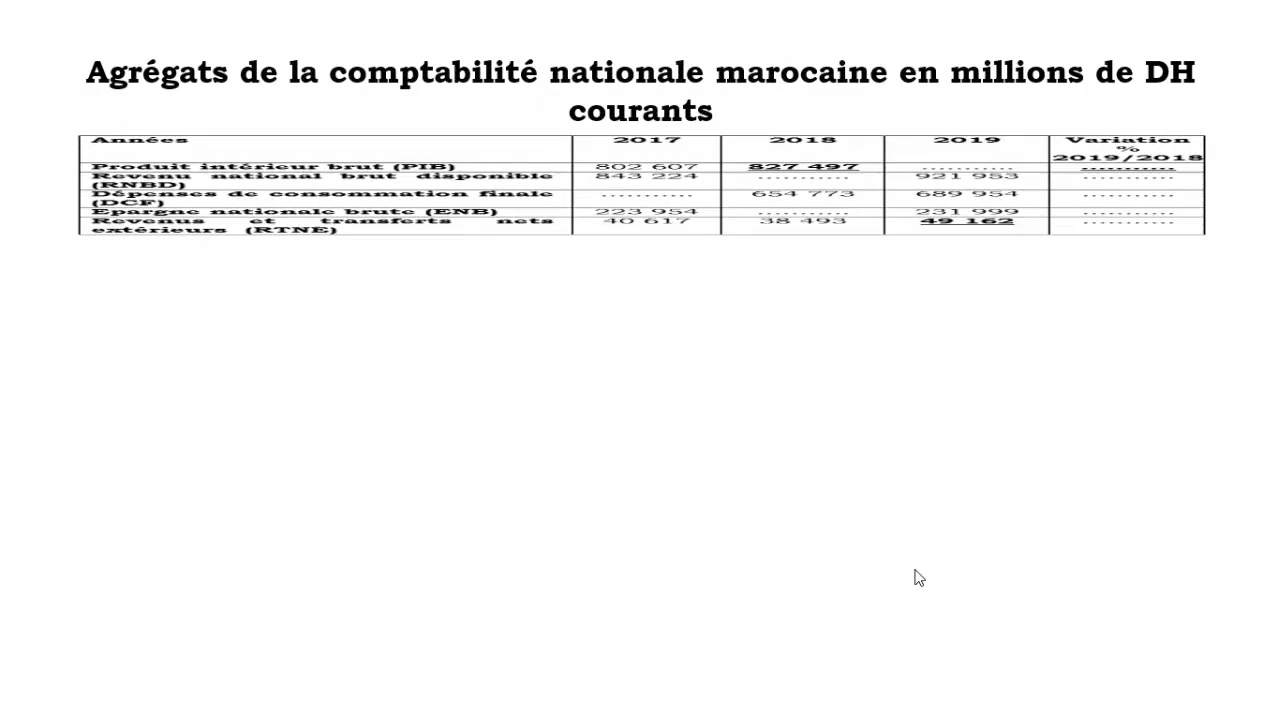 Agrégats de la comptabilité nationale marocaine en millions de DH
courants
Années 2017 2018 2019 Variation
%
2019/2018
Produit intérieur brut (PIB) 802 607 827 497 ........... ...........
Revenu national brut disponible 843 224 ........... 921 953 ...........
(RNBD)
Dépenses de consommation finale ........... 654 773 689 954 ...........
(DCF)
Epargne nationale brute (ENB) 223 954 ........... 231 999 ...........
Revenus et transferts nets 40 617 38 493 49 162 ...........
extérieurs (RTNE)